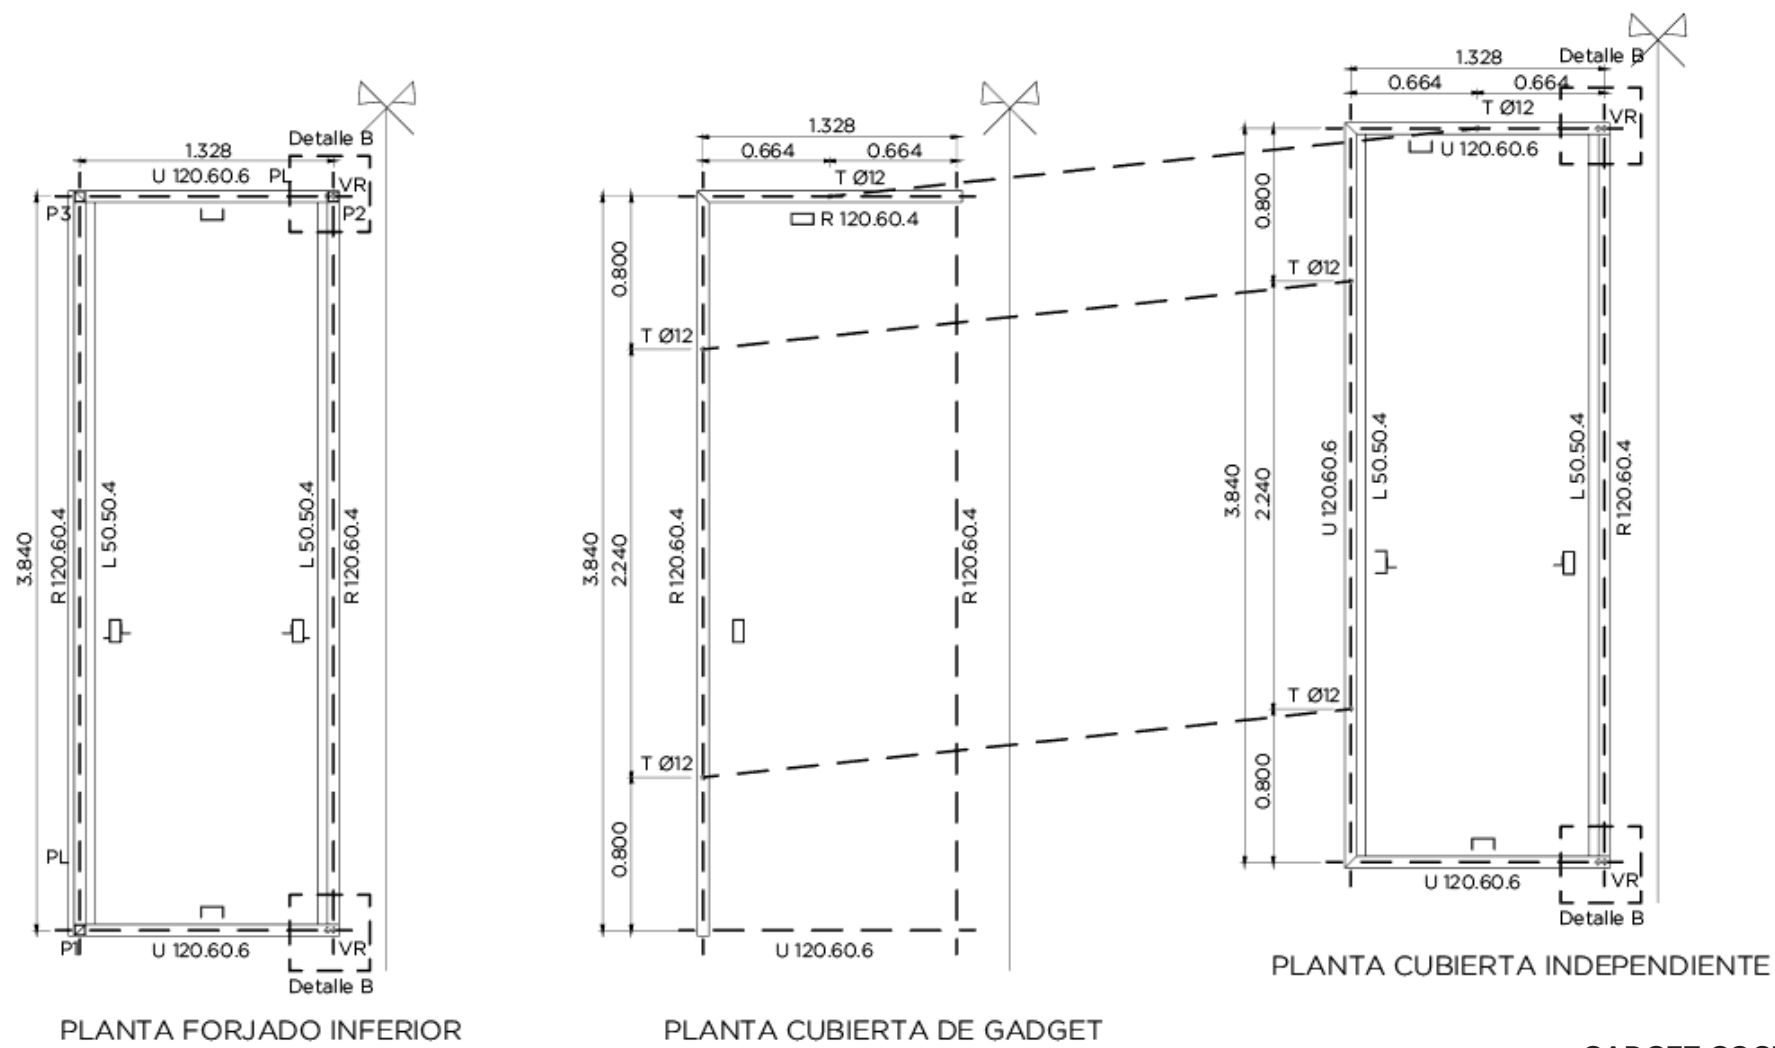 Detalle B
1.328
U 120.60.6
PL
VR
P3
P2
3.840
R 120.60.4
L 50.50.4
L 50.50.4
R 120.60.4
PL
P1
U 120.60.6
VR
Detalle B
PLANTA FORJADO INFERIOR
1.328
0.664
0.664
T Ø12
R 120.60.4
0.800
T Ø12
3.840
2.240
R 120.60.4
R 120.60.4
T Ø12
0.800
U 120.60.6
PLANTA CUBIERTA DE GADGET
Detalle B
1.328
0.664
0.664
T Ø12
VR
U 120.60.6
0.800
T Ø12
3.840
2.240
U 120.60.6
L 50.50.4
L 50.50.4
R 120.60.4
T Ø12
0.800
U 120.60.6
VR
Detalle B
PLANTA CUBIERTA INDEPENDIENTE